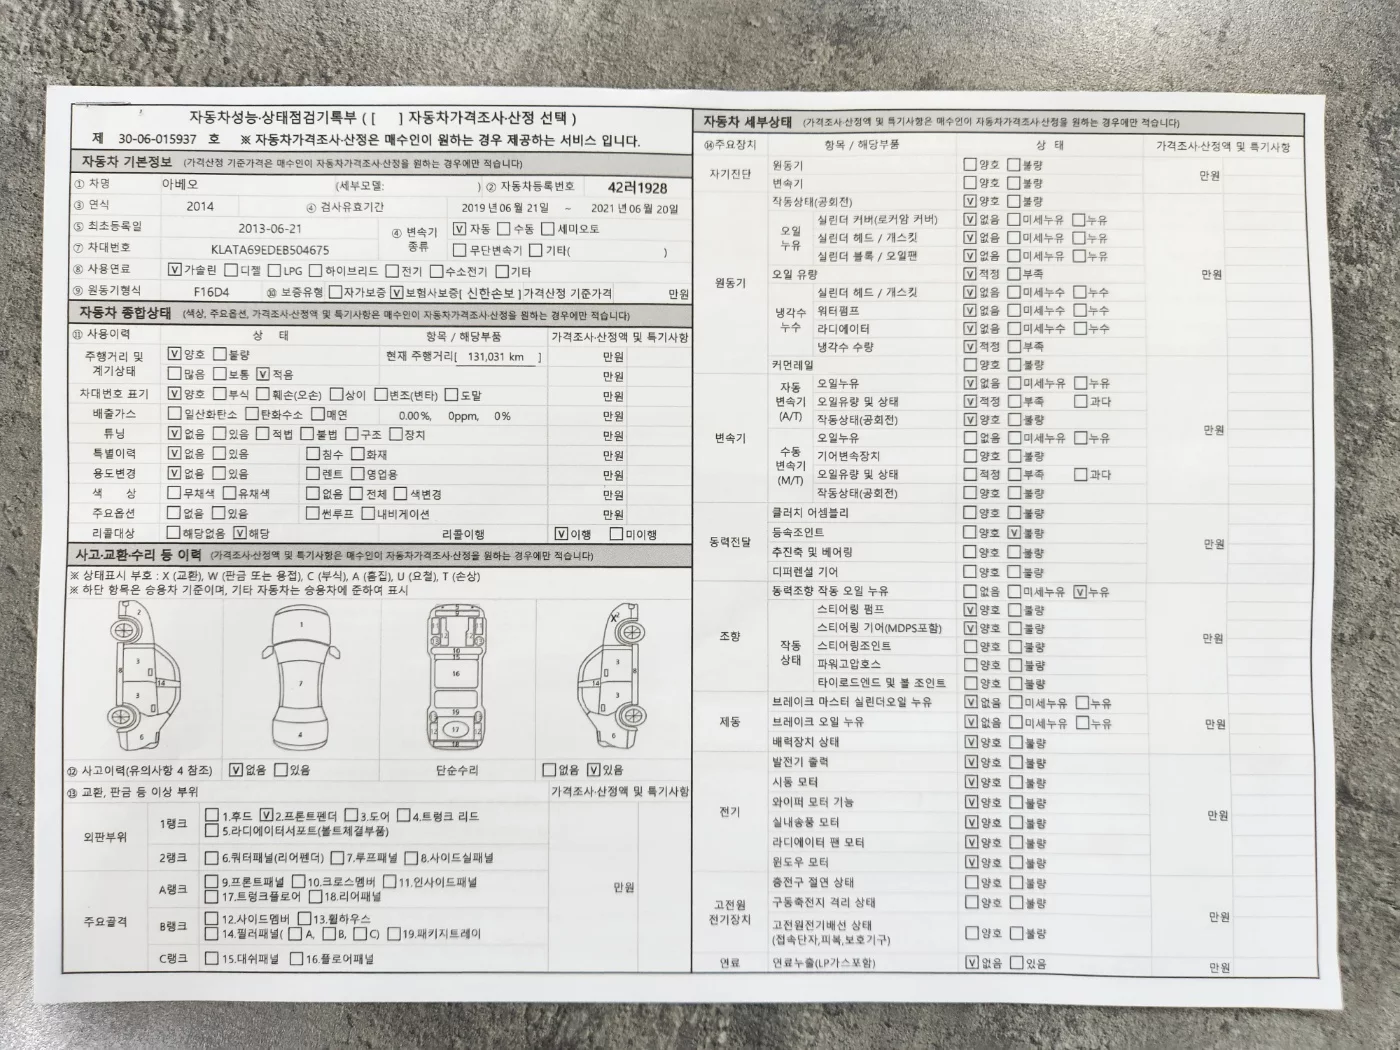 자동차성능·상태점검기록부 ( [ ] 자동차가격조사·산정 선택 )
제 30-06-015937 호 ※ 자동차가격조사·산정은 매수인이 원하는 경우 제공하는 서비스 입니다.
자동차 기본정보 (가격산정 기준가격은 매수인이 자동차가격조사·산정을 원하는 경우에만 적습니다)
① 차명 아베오 (세부모델: ) ② 자동차등록번호 42러1928
③ 연식 2014 ④ 검사유효기간 2019 년 06 월 21일 ~ 2021 년 06 월 20일
⑤ 최초등록일 2013-06-21 ④ 변속기 종류 [V] 자동 [ ] 수동 [ ] 세미오토
⑦ 차대번호 KLATA69EDEB504675 [ ] 무단변속기 [ ] 기타( )
⑧ 사용연료 [V] 가솔린 [ ] 디젤 [ ] LPG [ ] 하이브리드 [ ] 전기 [ ] 수소전기 [ ] 기타
⑨ 원동기형식 F16D4 ⑩ 보증유형 [ ] 자가보증 [V] 보험사보증[ 신한손보 ] 가격산정 기준가격 만원
자동차 종합상태 (색상, 주요옵션, 가격조사·산정액 및 특기사항은 매수인이 자동차가격조사·산정을 원하는 경우에만 적습니다)
⑪ 사용이력 상 태 항목 / 해당부품 가격조사·산정액 및 특기사항
주행거리 및 계기상태 [V] 양호 [ ] 불량 현재 주행거리[ 131,031 km ] 만원
[ ] 많음 [ ] 보통 [V] 적음 만원
차대번호 표기 [V] 양호 [ ] 부식 [ ] 훼손(오손) [ ] 상이 [ ] 변조(변타) [ ] 도말 만원
배출가스 [ ] 일산화탄소 [ ] 탄화수소 [ ] 매연 0.00%, 0ppm, 0% 만원
튜닝 [V] 없음 [ ] 있음 [ ] 적법 [ ] 불법 [ ] 구조 [ ] 장치 만원
특별이력 [V] 없음 [ ] 있음 [ ] 침수 [ ] 화재 만원
용도변경 [V] 없음 [ ] 있음 [ ] 렌트 [ ] 영업용 만원
색 상 [ ] 무채색 [ ] 유채색 [ ] 없음 [ ] 전체 [ ] 색변경 만원
주요옵션 [ ] 없음 [ ] 있음 [ ] 썬루프 [ ] 내비게이션 만원
리콜대상 [ ] 해당없음 [V] 해당 리콜이행 [V] 이행 [ ] 미이행
사고·교환·수리 등 이력 (가격조사·산정액 및 특기사항은 매수인이 자동차가격조사·산정을 원하는 경우에만 적습니다)
※ 상태표시 부호 : X (교환), W (판금 또는 용접), C (부식), A (흠집), U (요철), T (손상)
※ 하단 항목은 승용차 기준이며, 기타 자동차는 승용차에 준하여 표시
2 8 3 14 3 6
1 7 4
5 9 11 11 12 12 13 13 10 15 16 19 12 12 17 18
X 3 8 14 3 6
⑫ 사고이력(유의사항 4 참조) [V] 없음 [ ] 있음 단순수리 [ ] 없음 [V] 있음
⑬ 교환, 판금 등 이상 부위 가격조사·산정액 및 특기사항
외판부위 1랭크 [ ] 1.후드 [V] 2.프론트펜더 [ ] 3.도어 [ ] 4.트렁크 리드
[ ] 5.라디에이터서포트(볼트체결부품)
2랭크 [ ] 6.쿼터패널(리어펜더) [ ] 7.루프패널 [ ] 8.사이드실패널
주요골격 A랭크 [ ] 9.프론트패널 [ ] 10.크로스멤버 [ ] 11.인사이드패널 만원
[ ] 17.트렁크플로어 [ ] 18.리어패널
B랭크 [ ] 12.사이드멤버 [ ] 13.휠하우스
[ ] 14.필러패널( [ ] A, [ ] B, [ ] C) [ ] 19.패키지트레이
C랭크 [ ] 15.대쉬패널 [ ] 16.플로어패널
자동차 세부상태 (가격조사·산정액 및 특기사항은 매수인이 자동차가격조사·산정을 원하는 경우에만 적습니다)
⑭주요장치 항목 / 해당부품 상 태 가격조사·산정액 및 특기사항
자기진단 원동기 [ ] 양호 [ ] 불량 만원
변속기 [ ] 양호 [ ] 불량
원동기 작동상태(공회전) [V] 양호 [ ] 불량 만원
오일 누유 실린더 커버(로커암 커버) [V] 없음 [ ] 미세누유 [ ] 누유
실린더 헤드 / 개스킷 [V] 없음 [ ] 미세누유 [ ] 누유
실린더 블록 / 오일팬 [V] 없음 [ ] 미세누유 [ ] 누유
오일 유량 [V] 적정 [ ] 부족
냉각수 누수 실린더 헤드 / 개스킷 [V] 없음 [ ] 미세누수 [ ] 누수
워터펌프 [V] 없음 [ ] 미세누수 [ ] 누수
라디에이터 [V] 없음 [ ] 미세누수 [ ] 누수
냉각수 수량 [V] 적정 [ ] 부족
커먼레일 [ ] 양호 [ ] 불량
변속기 자동 변속기 (A/T) 오일누유 [V] 없음 [ ] 미세누유 [ ] 누유 만원
오일유량 및 상태 [V] 적정 [ ] 부족 [ ] 과다
작동상태(공회전) [V] 양호 [ ] 불량
수동 변속기 (M/T) 오일누유 [ ] 없음 [ ] 미세누유 [ ] 누유
기어변속장치 [ ] 양호 [ ] 불량
오일유량 및 상태 [ ] 적정 [ ] 부족 [ ] 과다
작동상태(공회전) [ ] 양호 [ ] 불량
동력전달 클러치 어셈블리 [ ] 양호 [ ] 불량 만원
등속조인트 [ ] 양호 [V] 불량
추진축 및 베어링 [ ] 양호 [ ] 불량
디퍼렌셜 기어 [ ] 양호 [ ] 불량
조향 동력조향 작동 오일 누유 [ ] 없음 [ ] 미세누유 [V] 누유 만원
작동 상태 스티어링 펌프 [V] 양호 [ ] 불량
스티어링 기어(MDPS포함) [V] 양호 [ ] 불량
스티어링조인트 [ ] 양호 [ ] 불량
파워고압호스 [ ] 양호 [ ] 불량
타이로드엔드 및 볼 조인트 [ ] 양호 [ ] 불량
제동 브레이크 마스터 실린더오일 누유 [V] 없음 [ ] 미세누유 [ ] 누유 만원
브레이크 오일 누유 [V] 없음 [ ] 미세누유 [ ] 누유
배력장치 상태 [V] 양호 [ ] 불량
전기 발전기 출력 [V] 양호 [ ] 불량 만원
시동 모터 [V] 양호 [ ] 불량
와이퍼 모터 기능 [V] 양호 [ ] 불량
실내송풍 모터 [V] 양호 [ ] 불량
라디에이터 팬 모터 [V] 양호 [ ] 불량
윈도우 모터 [V] 양호 [ ] 불량
고전원 전기장치 충전구 절연 상태 [ ] 양호 [ ] 불량 만원
구동축전지 격리 상태 [ ] 양호 [ ] 불량
고전원전기배선 상태 (접속단자,피복,보호기구) [ ] 양호 [ ] 불량
연료 연료누출(LP가스포함) [V] 없음 [ ] 있음 만원